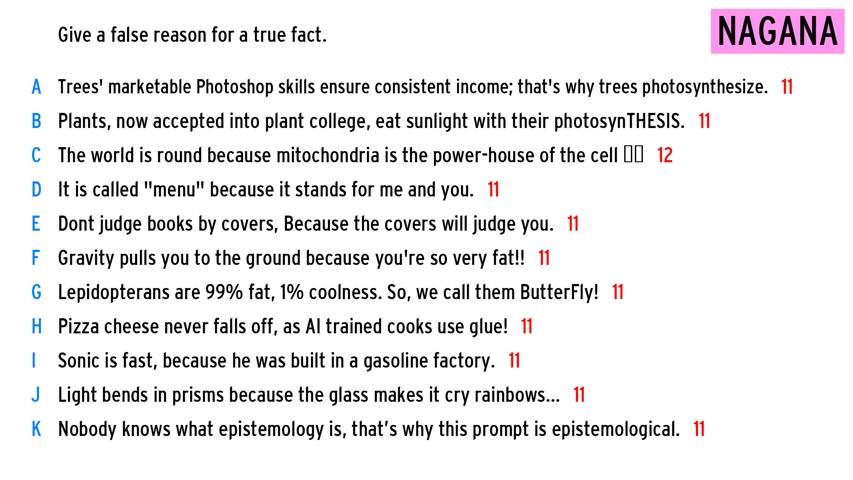 Give a false reason for a true fact.
NAGANA
A Trees' marketable Photoshop skills ensure consistent income; that's why trees photosynthesize. 11
B Plants, now accepted into plant college, eat sunlight with their photosynTHESIS. 11
C The world is round because mitochondria is the power-house of the cell 12
D It is called "menu" because it stands for me and you. 11
E Dont judge books by covers, Because the covers will judge you. 11
F Gravity pulls you to the ground because you're so very fat!! 11
G Lepidopterans are 99% fat, 1% coolness. So, we call them ButterFly! 11
H Pizza cheese never falls off, as AI trained cooks use glue! 11
I Sonic is fast, because he was built in a gasoline factory. 11
J Light bends in prisms because the glass makes it cry rainbows... 11
K Nobody knows what epistemology is, that’s why this prompt is epistemological. 11